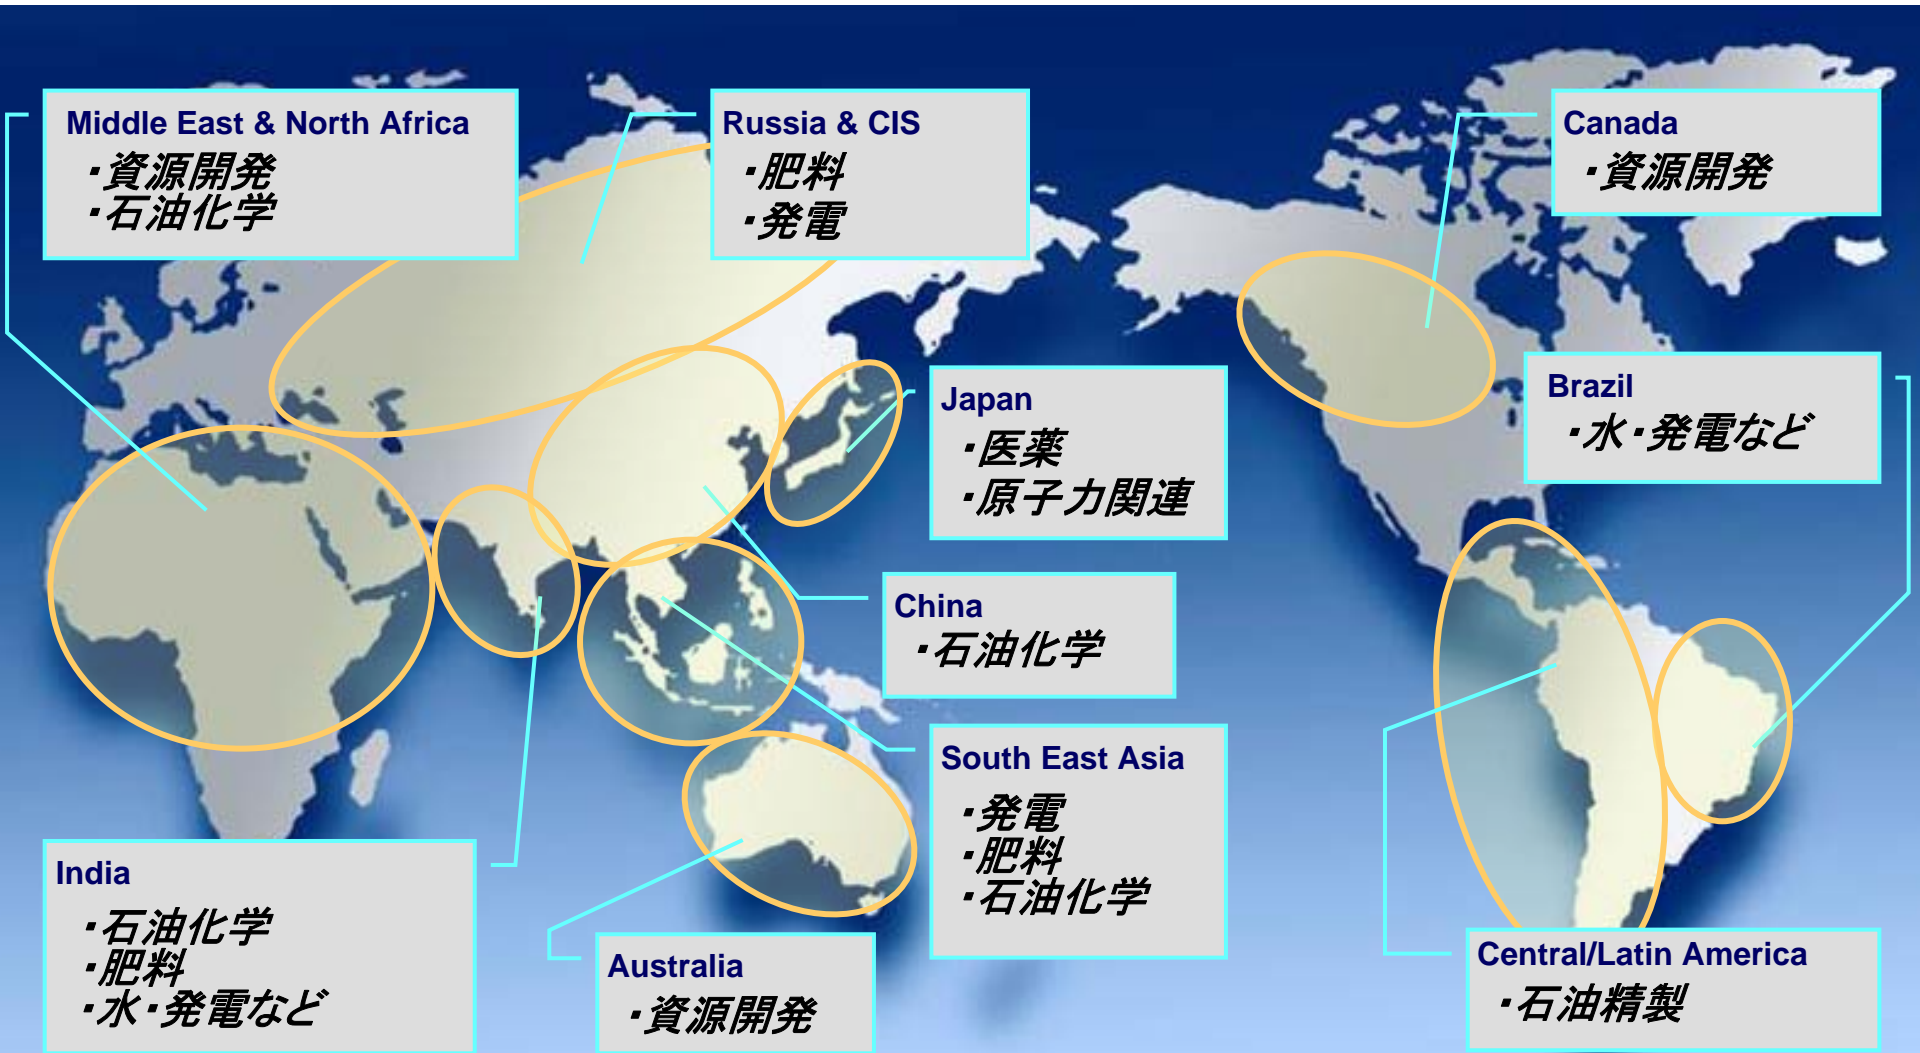 Middle East & North Africa
・資源開発
・石油化学
Russia & CIS
・肥料
・発電
Canada
・資源開発
Japan
・医薬
・原子力関連
Brazil
・水・発電など
China
・石油化学
South East Asia
・発電
・肥料
・石油化学
India
・石油化学
・肥料
・水・発電など
Australia
・資源開発
Central/Latin America
・石油精製